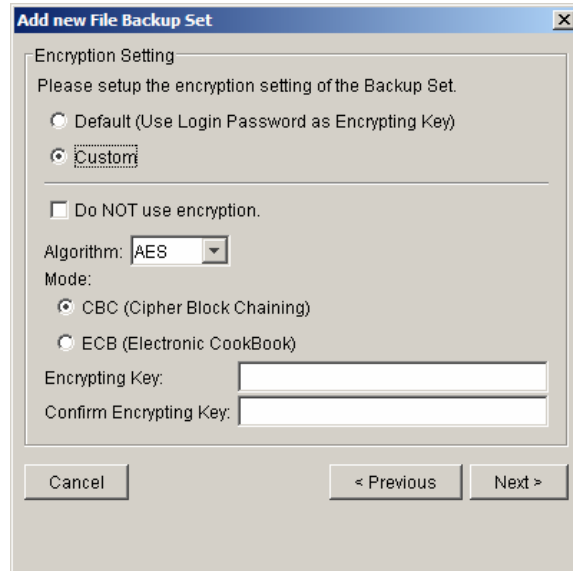 Add new File Backup Set
Encryption Setting
Please setup the encryption setting of the Backup Set.
Default (Use Login Password as Encrypting Key)
Custom
Do NOT use encryption.
Algorithm: AES
Mode:
CBC (Cipher Block Chaining)
ECB (Electronic CookBook)
Encrypting Key:
Confirm Encrypting Key:
Cancel < Previous Next >